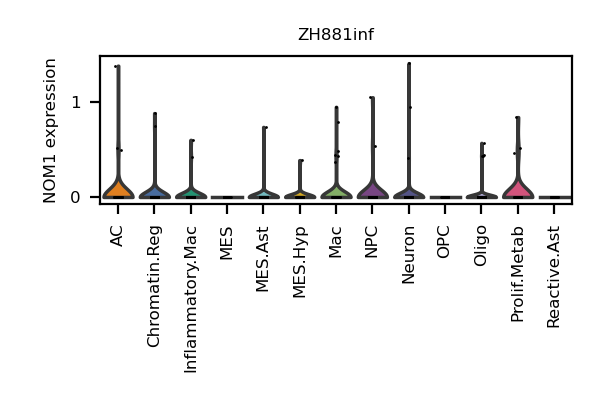 ZH881inf
NOM1 expression
1
0
AC
Chromatin.Reg
Inflammatory.Mac
MES
MES.Ast
MES.Hyp
Mac
NPC
Neuron
OPC
Oligo
Prolif.Metab
Reactive.Ast